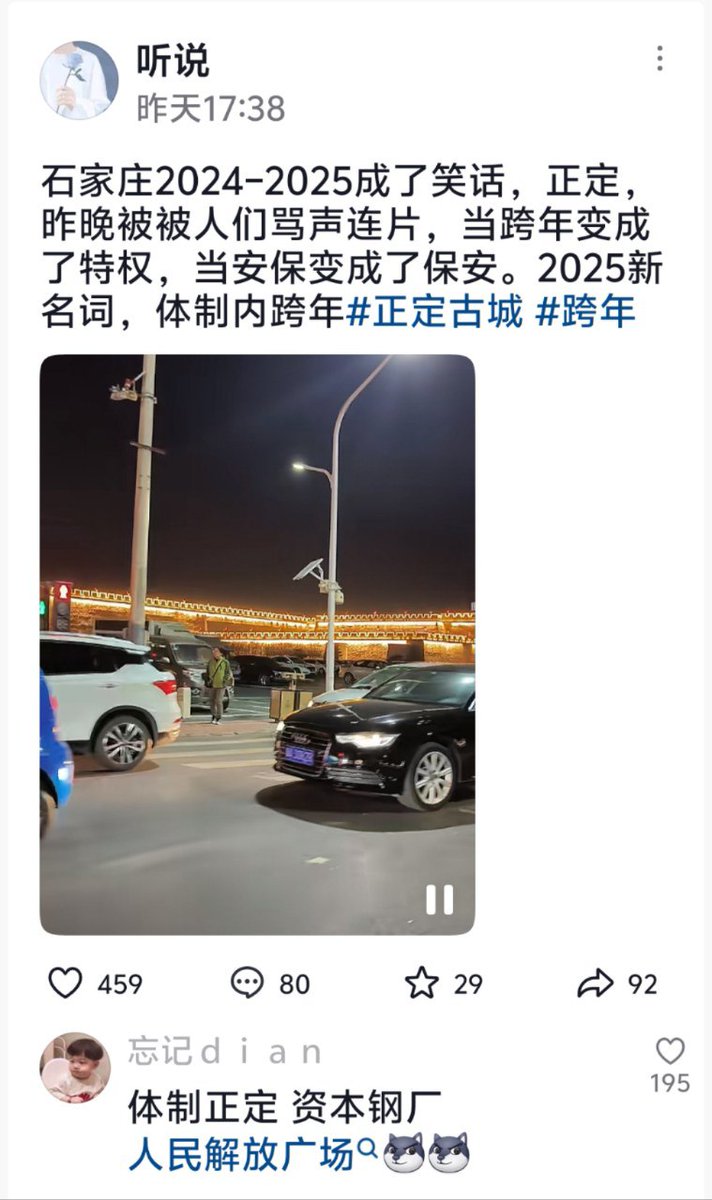 听说
昨天17:38
石家庄2024-2025成了笑话，正定，
昨晚被被人们骂声连片，当跨年变成
了特权，当安保变成了保安。2025新
名词，体制内跨年#正定古城 #跨年
459
80
29
92
忘记dian
195
体制正定 资本钢厂
人民解放广场